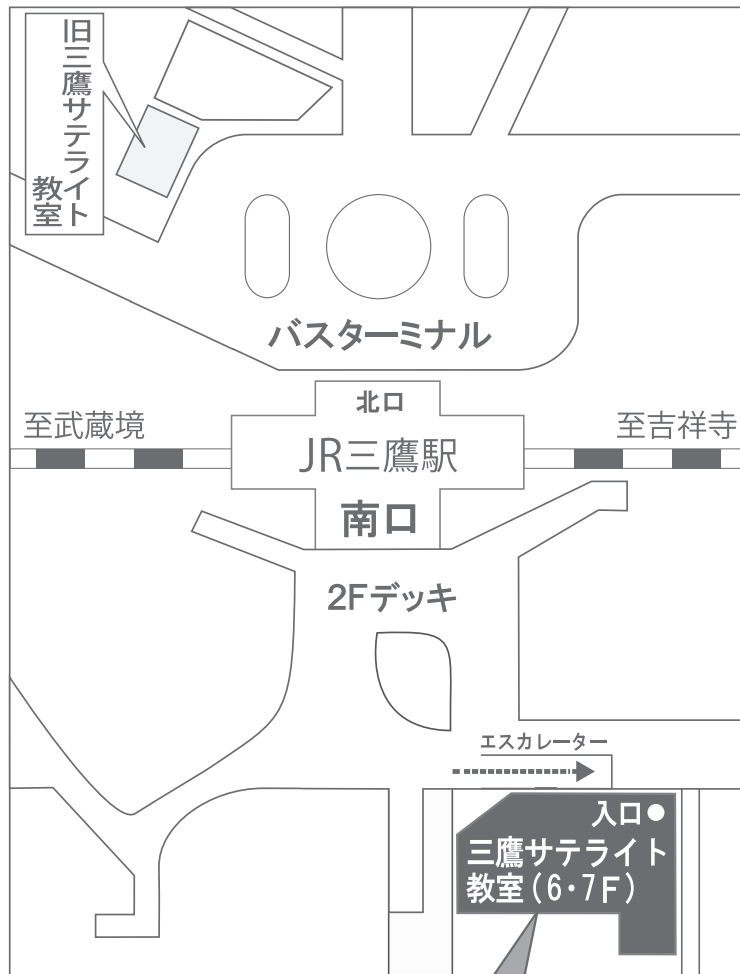 旧三鷹サテライト
教室
バスターミナル
北口
至武蔵境
至吉祥寺
JR三鷹駅
南口
2Fデッキ
エスカレーター
入口
三鷹サテライト
教室(6・7F)